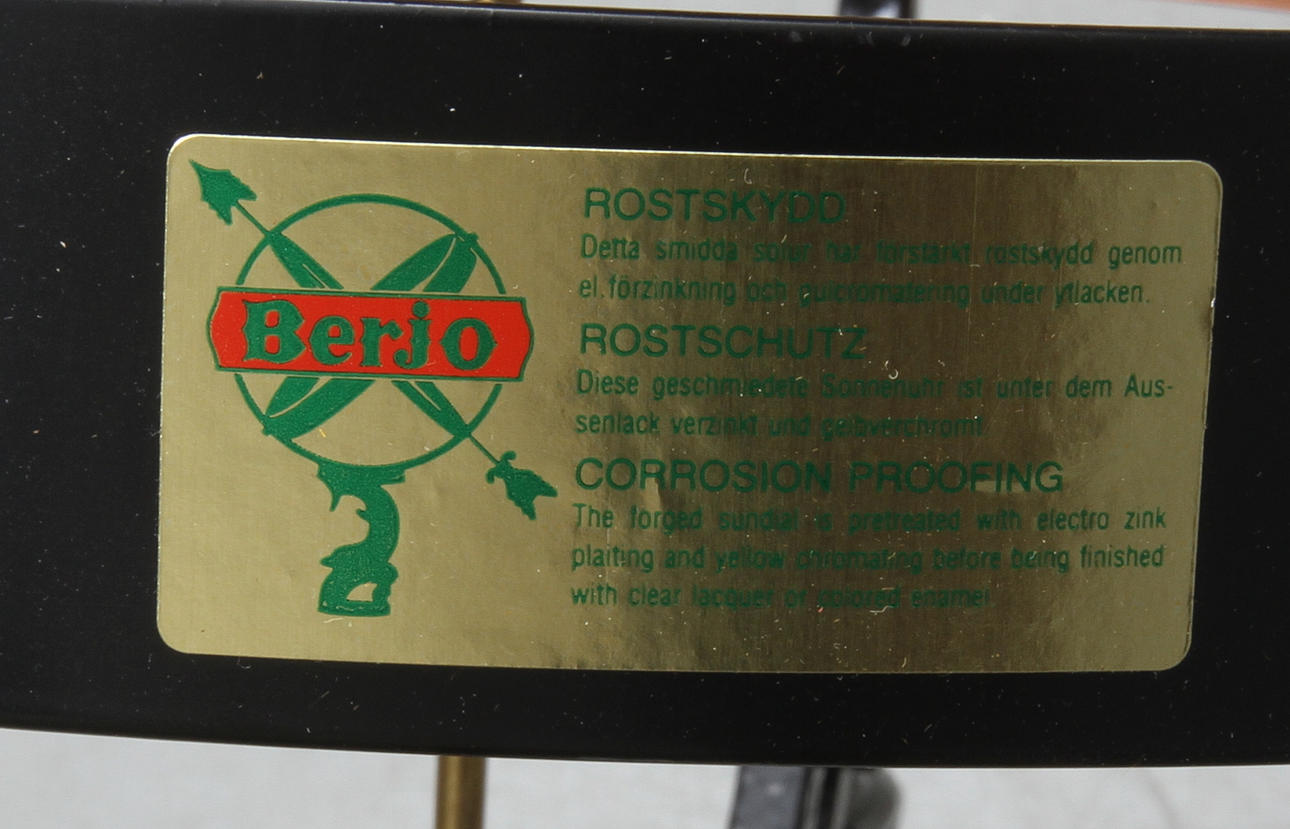 Berjo
ROSTSKYDD
Detta smidda solur har förstärkt rostskydd genom
el.förzinkning och gulcromatering under ytlacken.
ROSTSCHUTZ
Diese geschmiedete Sonnenuhr ist unter dem Aus-
senlack verzinkt und gelbverchromt.
CORROSION PROOFING
The forged sundial is pretreated with electro zink
plaiting and yellow chromating before being finished
with clear lacquer or colored enamel